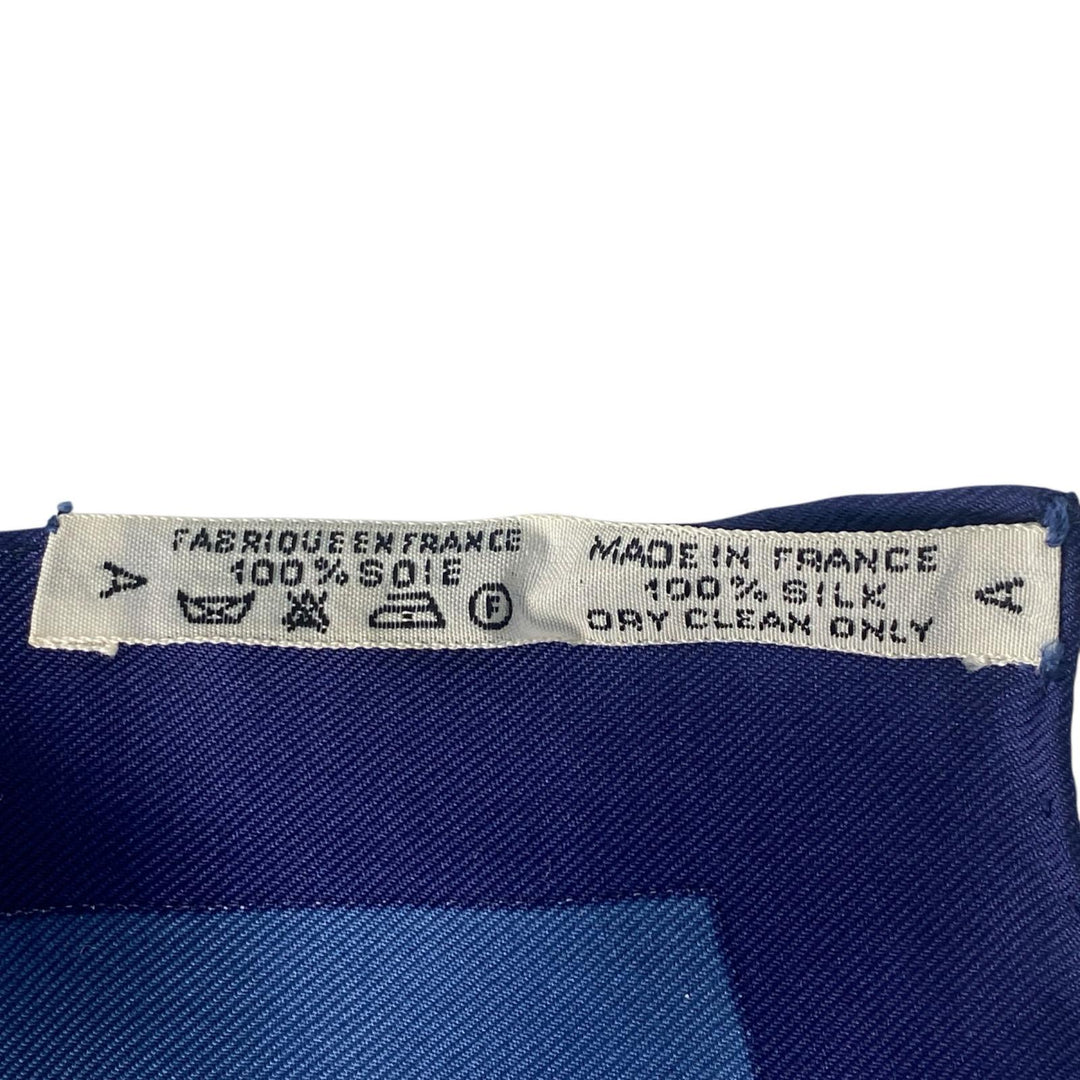 A
FABRIQUE EN FRANCE
100% SOIE
F
MADE IN FRANCE
100% SILK
DRY CLEAN ONLY
A